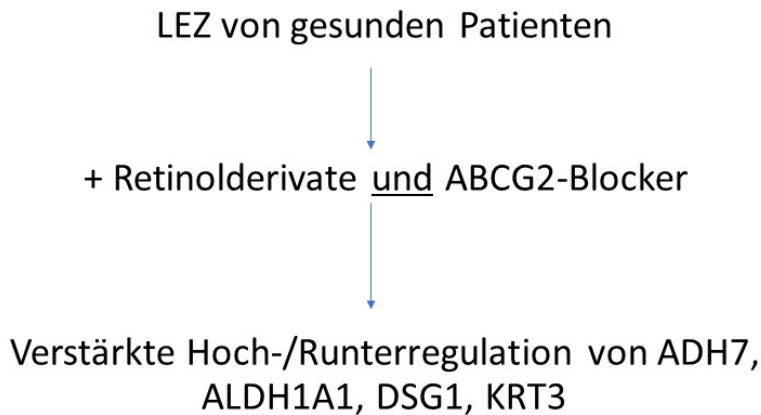 LEZ von gesunden Patienten
+ Retinolderivate und ABCG2-Blocker
Verstärkte Hoch-/Runterregulation von ADH7,
ALDH1A1, DSG1, KRT3